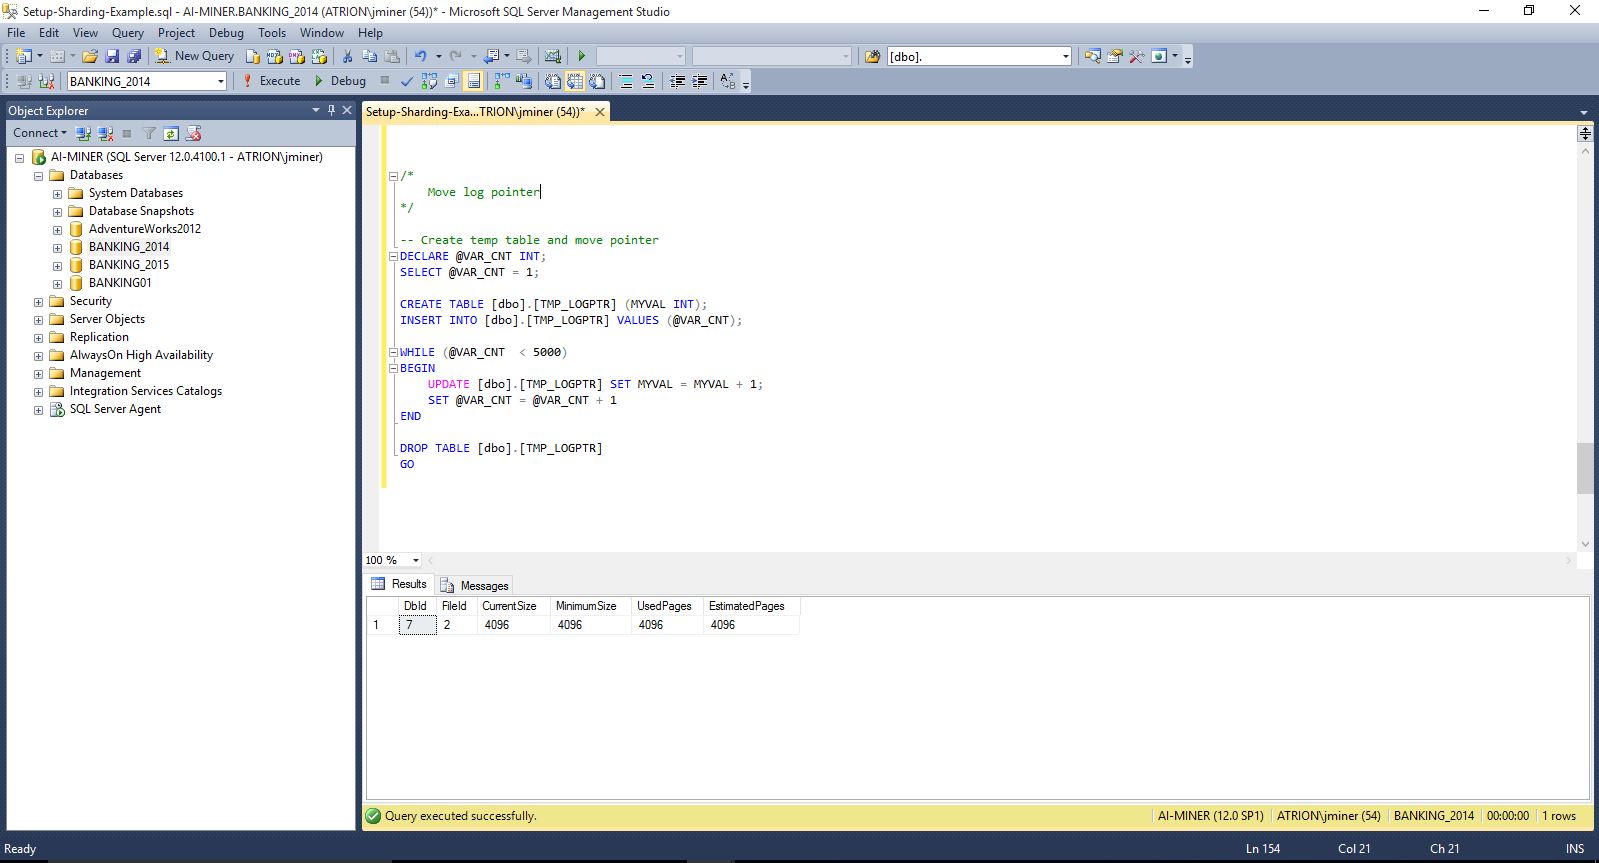 Setup-Sharding-Example.sql - AI-MINER.BANKING_2014 (ATRION\jminer (54))* - Microsoft SQL Server Management Studio
File Edit View Query Project Debug Tools Window Help
New Query [dbo].
BANKING_2014 Execute Debug
Object Explorer
Connect
AI-MINER (SQL Server 12.0.4100.1 - ATRION\jminer)
Databases
System Databases
Database Snapshots
AdventureWorks2012
BANKING_2014
BANKING_2015
BANKING01
Security
Server Objects
Replication
AlwaysOn High Availability
Management
Integration Services Catalogs
SQL Server Agent
Setup-Sharding-Exa...TRION\jminer (54))*
/*
Move log pointer
*/
-- Create temp table and move pointer
DECLARE @VAR_CNT INT;
SELECT @VAR_CNT = 1;
CREATE TABLE [dbo].[TMP_LOGPTR] (MYVAL INT);
INSERT INTO [dbo].[TMP_LOGPTR] VALUES (@VAR_CNT);
WHILE (@VAR_CNT < 5000)
BEGIN
UPDATE [dbo].[TMP_LOGPTR] SET MYVAL = MYVAL + 1;
SET @VAR_CNT = @VAR_CNT + 1
END
DROP TABLE [dbo].[TMP_LOGPTR]
GO
100 %
Results Messages
DbId FileId CurrentSize MinimumSize UsedPages EstimatedPages
1 7 2 4096 4096 4096 4096
Query executed successfully. AI-MINER (12.0 SP1) ATRION\jminer (54) BANKING_2014 00:00:00 1 rows
Ready Ln 154 Col 21 Ch 21 INS